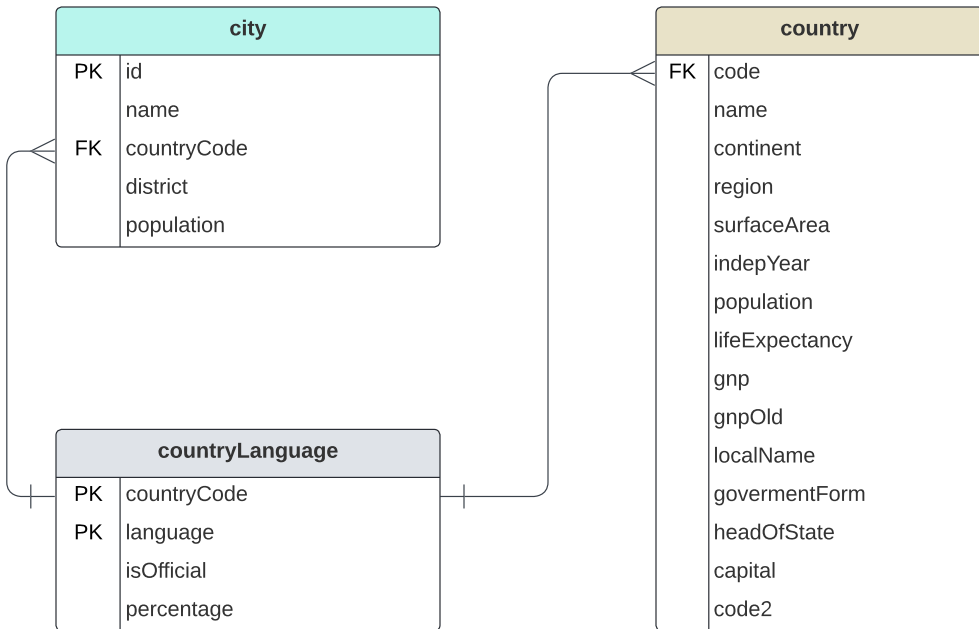 city
PK id
name
FK countryCode
district
population
country
FK code
name
continent
region
surfaceArea
indepYear
population
lifeExpectancy
gnp
gnpOld
localName
govermentForm
headOfState
capital
code2
countryLanguage
PK countryCode
PK language
isOfficial
percentage